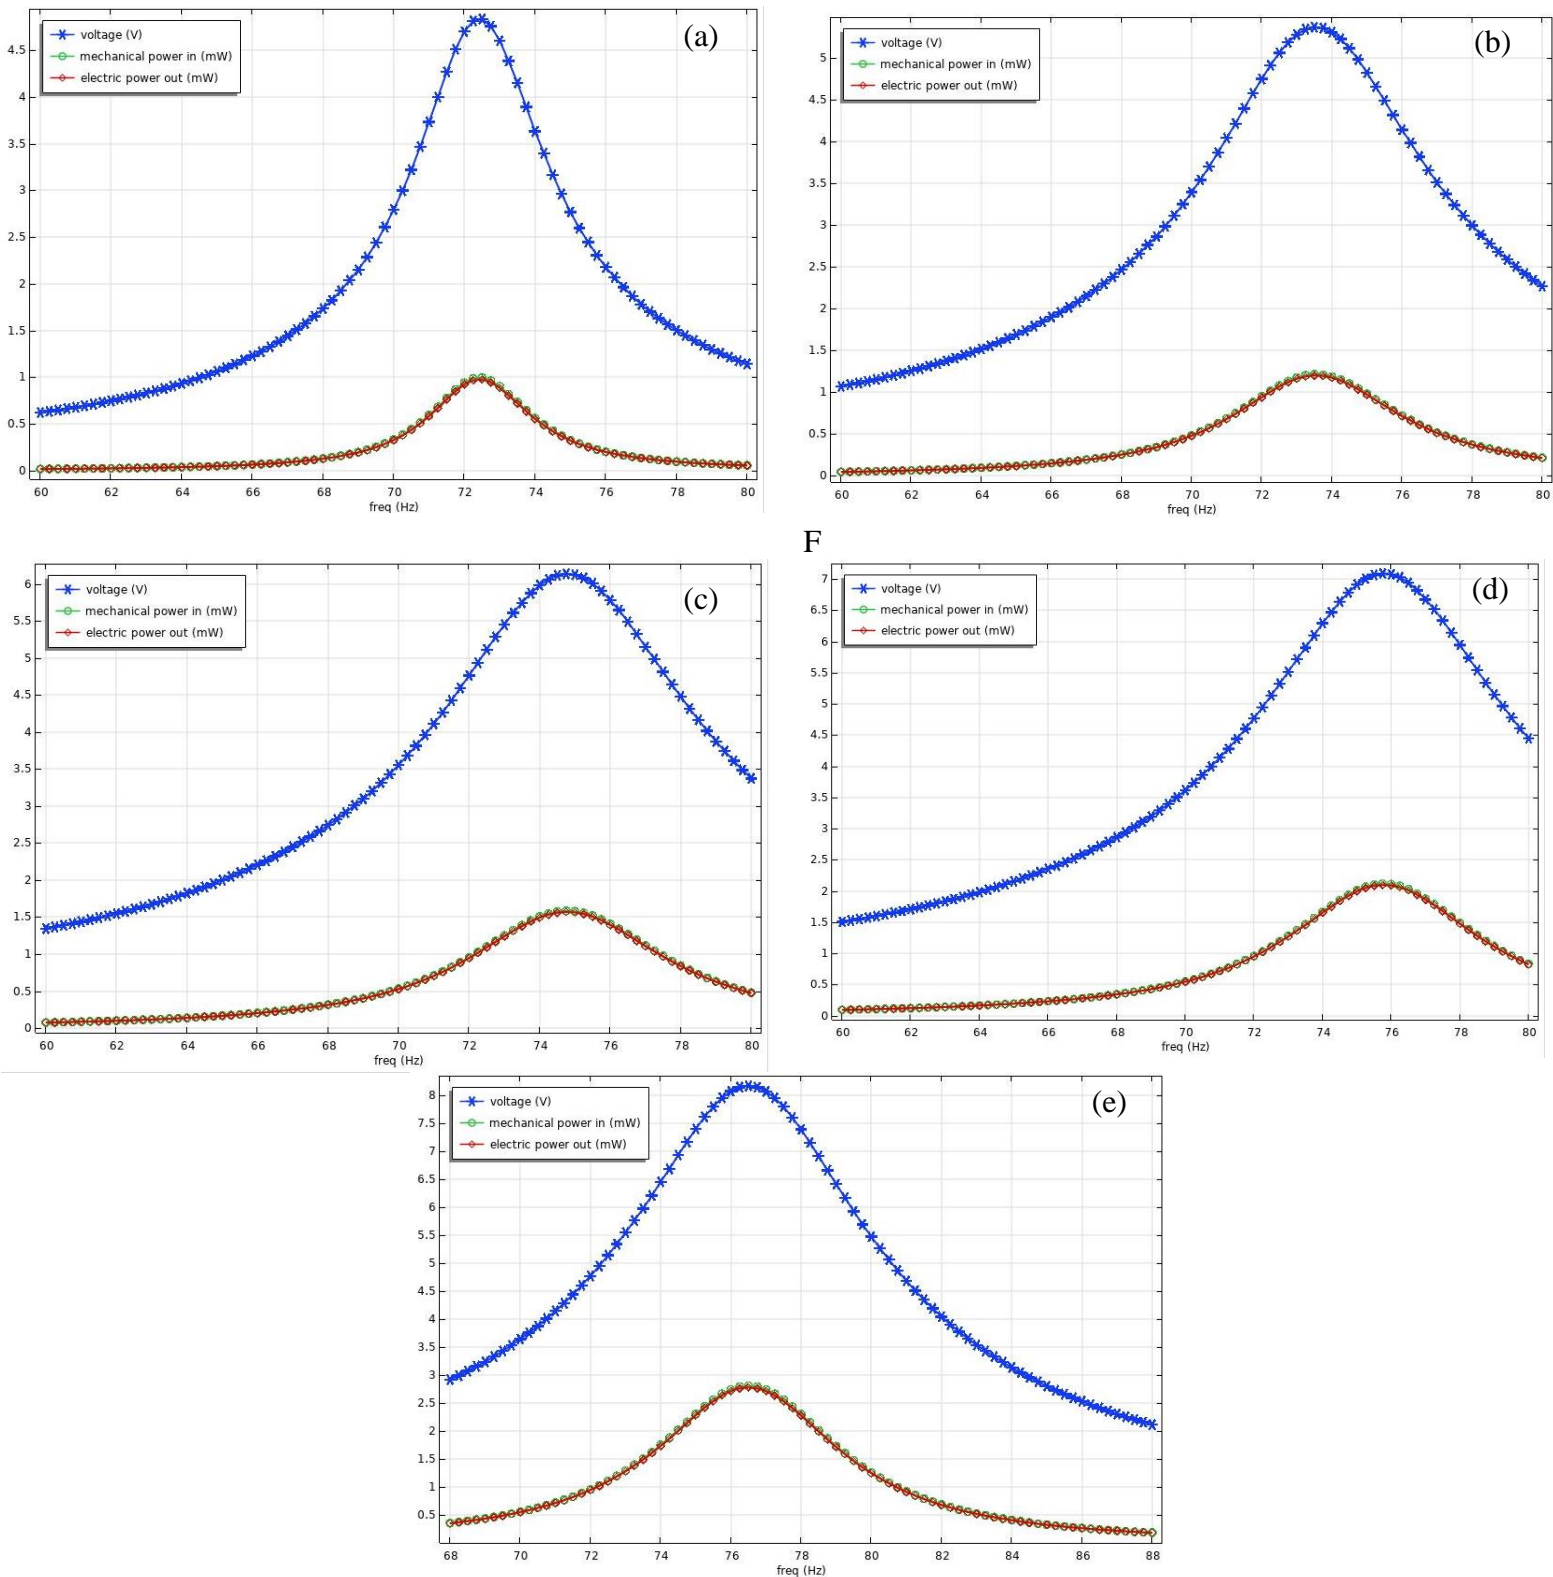 (a)
voltage (V)
mechanical power in (mW)
electric power out (mW)
4.5
4
3.5
3
2.5
2
1.5
1
0.5
0
60 62 64 66 68 70 72 74 76 78 80
freq (Hz)
(b)
voltage (V)
mechanical power in (mW)
electric power out (mW)
5
4.5
4
3.5
3
2.5
2
1.5
1
0.5
0
60 62 64 66 68 70 72 74 76 78 80
freq (Hz)
F
(c)
voltage (V)
mechanical power in (mW)
electric power out (mW)
6
5.5
5
4.5
4
3.5
3
2.5
2
1.5
1
0.5
0
60 62 64 66 68 70 72 74 76 78 80
freq (Hz)
(d)
voltage (V)
mechanical power in (mW)
electric power out (mW)
7
6.5
6
5.5
5
4.5
4
3.5
3
2.5
2
1.5
1
0.5
0
60 62 64 66 68 70 72 74 76 78 80
freq (Hz)
(e)
voltage (V)
mechanical power in (mW)
electric power out (mW)
8
7.5
7
6.5
6
5.5
5
4.5
4
3.5
3
2.5
2
1.5
1
0.5
68 70 72 74 76 78 80 82 84 86 88
freq (Hz)